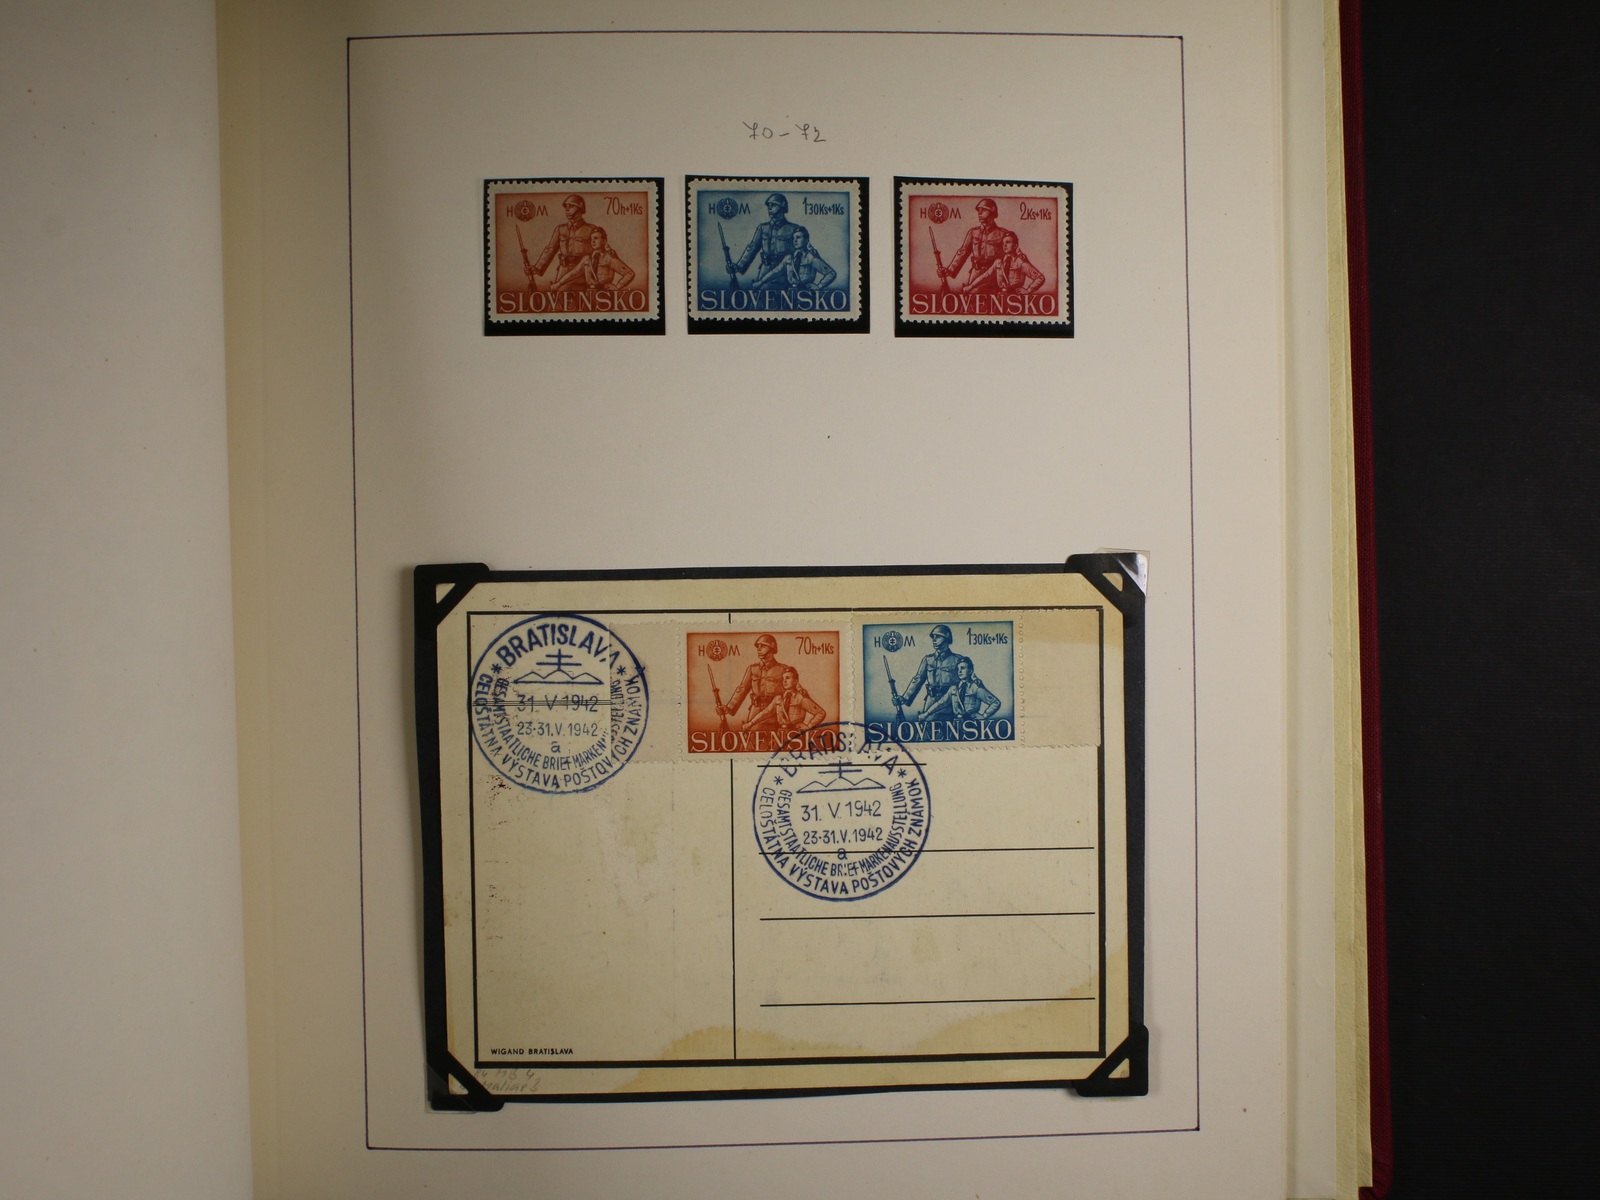 70-72
H M 70h+1Ks
SLOVENSKO
H M 1'30Ks+1Ks
SLOVENSKO
H M 2Ks+1Ks
SLOVENSKO
* BRATISLAVA *
31. V. 1942
23-31.V.1942
a
GESAMTSTAATLICHE BRIEFMARKENAUSSTELLUNG
CELOŠTÁTNA VÝSTAVA POŠTOVÝCH ZNÁMOK
H M 70h+1Ks
SLOVENSKO
H M 1'30Ks+1Ks
SLOVENSKO
* BRATISLAVA *
31. V. 1942
23-31.V.1942
a
GESAMTSTAATLICHE BRIEFMARKENAUSSTELLUNG
CELOŠTÁTNA VÝSTAVA POŠTOVÝCH ZNÁMOK
WIGAND BRATISLAVA